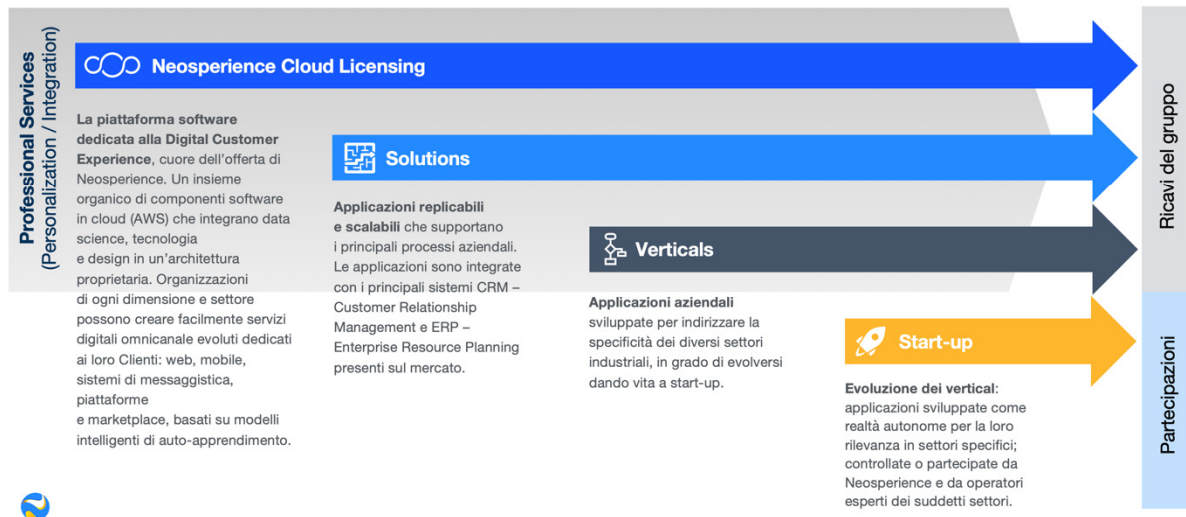 Professional Services
(Personalization / Integration)
Neosperience Cloud Licensing
La piattaforma software
dedicata alla Digital Customer
Experience, cuore dell'offerta di
Neosperience. Un insieme
organico di componenti software
in cloud (AWS) che integrano data
science, tecnologia
e design in un'architettura
proprietaria. Organizzazioni
di ogni dimensione e settore
possono creare facilmente servizi
digitali omnicanale evoluti dedicati
ai loro Clienti: web, mobile,
sistemi di messaggistica,
piattaforme
e marketplace, basati su modelli
intelligenti di auto-apprendimento.
Solutions
Applicazioni replicabili
e scalabili che supportano
i principali processi aziendali.
Le applicazioni sono integrate
con i principali sistemi CRM –
Customer Relationship
Management e ERP –
Enterprise Resource Planning
presenti sul mercato.
Verticals
Applicazioni aziendali
sviluppate per indirizzare la
specificità dei diversi settori
industriali, in grado di evolversi
dando vita a start-up.
Start-up
Evoluzione dei vertical:
applicazioni sviluppate come
realtà autonome per la loro
rilevanza in settori specifici;
controllate o partecipate da
Neosperience e da operatori
esperti dei suddetti settori.
Ricavi del gruppo
Partecipazioni